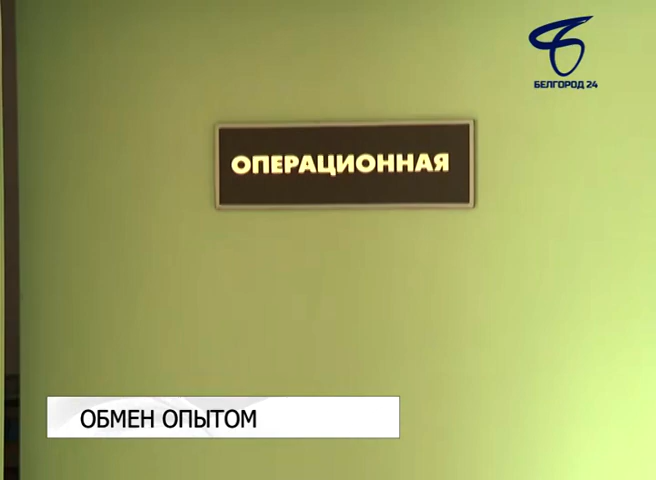 БЕЛГОРОД 24
ОПЕРАЦИОННАЯ
ОБМЕН ОПЫТОМ